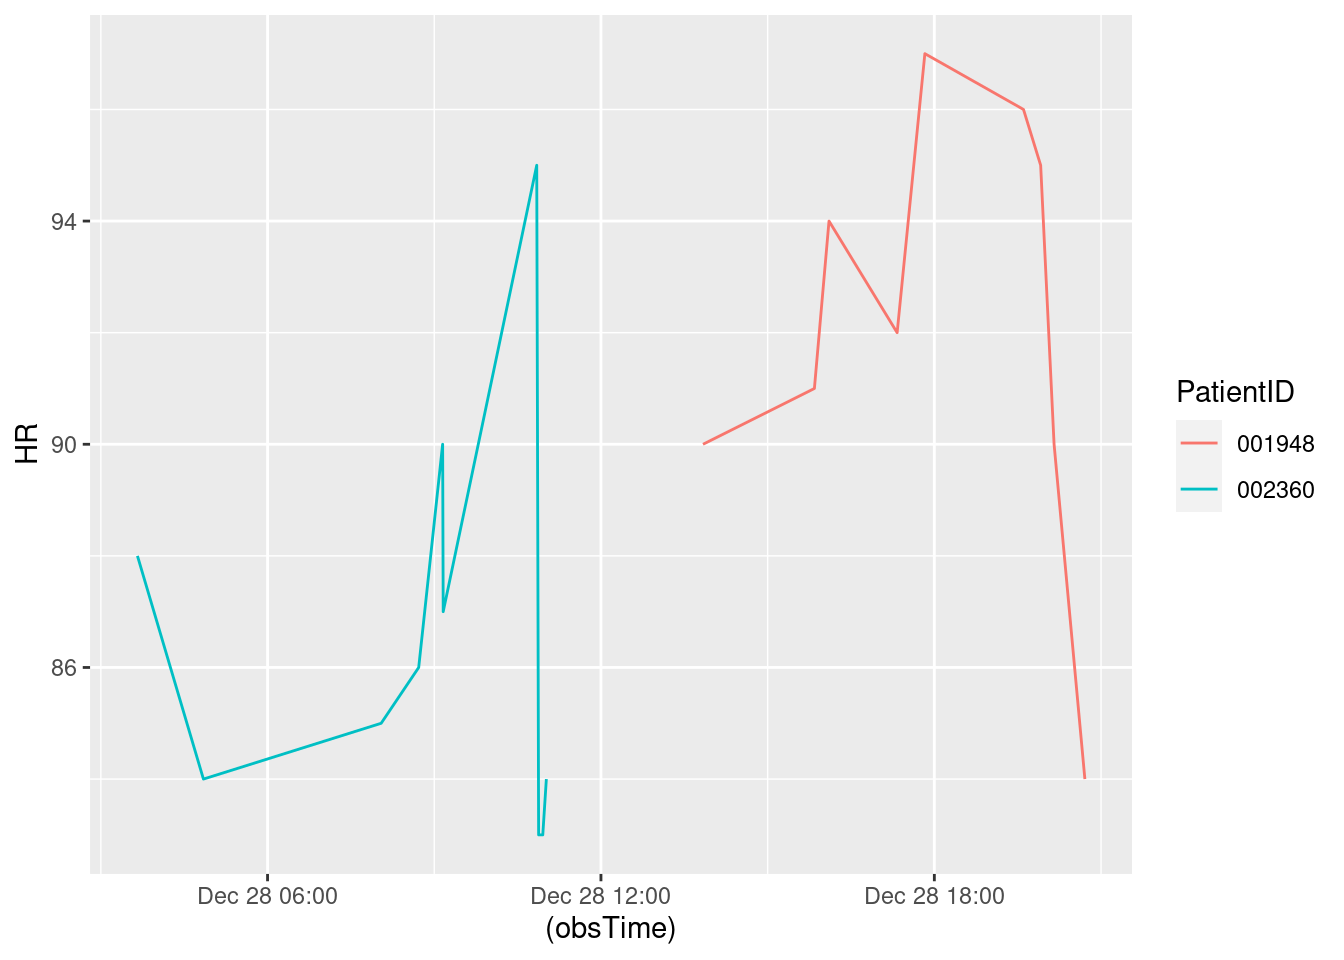 94
90
86
HR
Dec 28 06:00
Dec 28 12:00
Dec 28 18:00
(obsTime)
PatientID
001948
002360